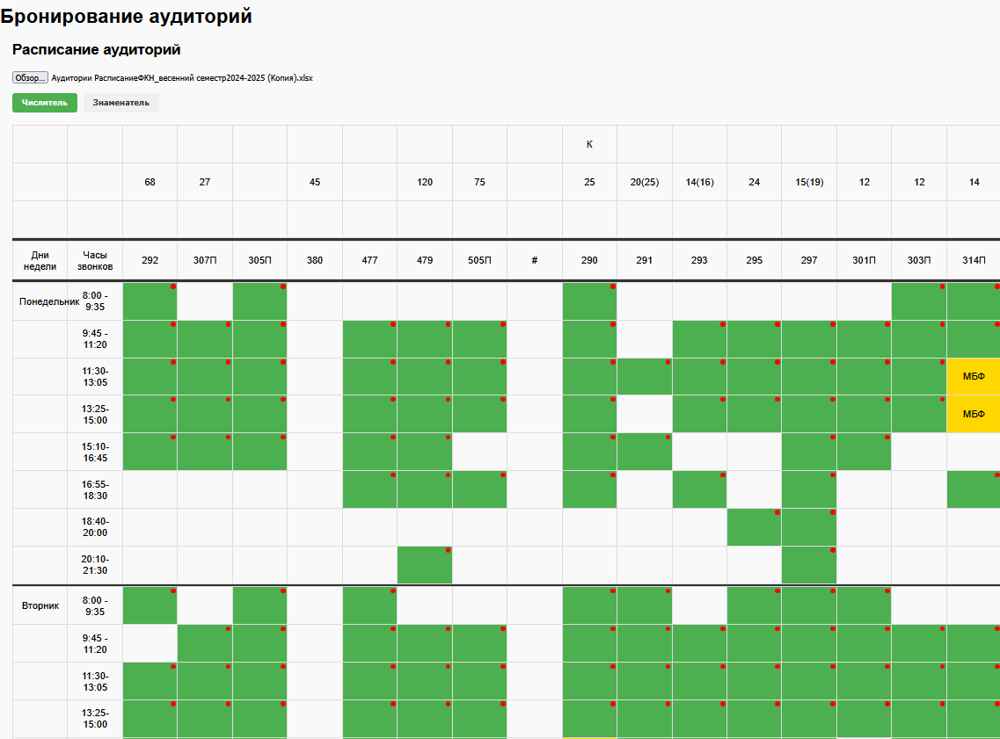 Бронирование аудиторий
Расписание аудиторий
Обзор... Аудитории РасписаниеФКН_весенний семестр2024-2025 (Копия).xlsx
Числитель Знаменатель
К
68 27 45 120 75 25 20(25) 14(16) 24 15(19) 12 12 14
Дни недели Часы звонков 292 307П 305П 380 477 479 505П # 290 291 293 295 297 301П 303П 314П
Понедельник 8:00 - 9:35
9:45 - 11:20
11:30- 13:05 МБФ
13:25- 15:00 МБФ
15:10- 16:45
16:55- 18:30
18:40- 20:00
20:10- 21:30
Вторник 8:00 - 9:35
9:45 - 11:20
11:30- 13:05
13:25- 15:00